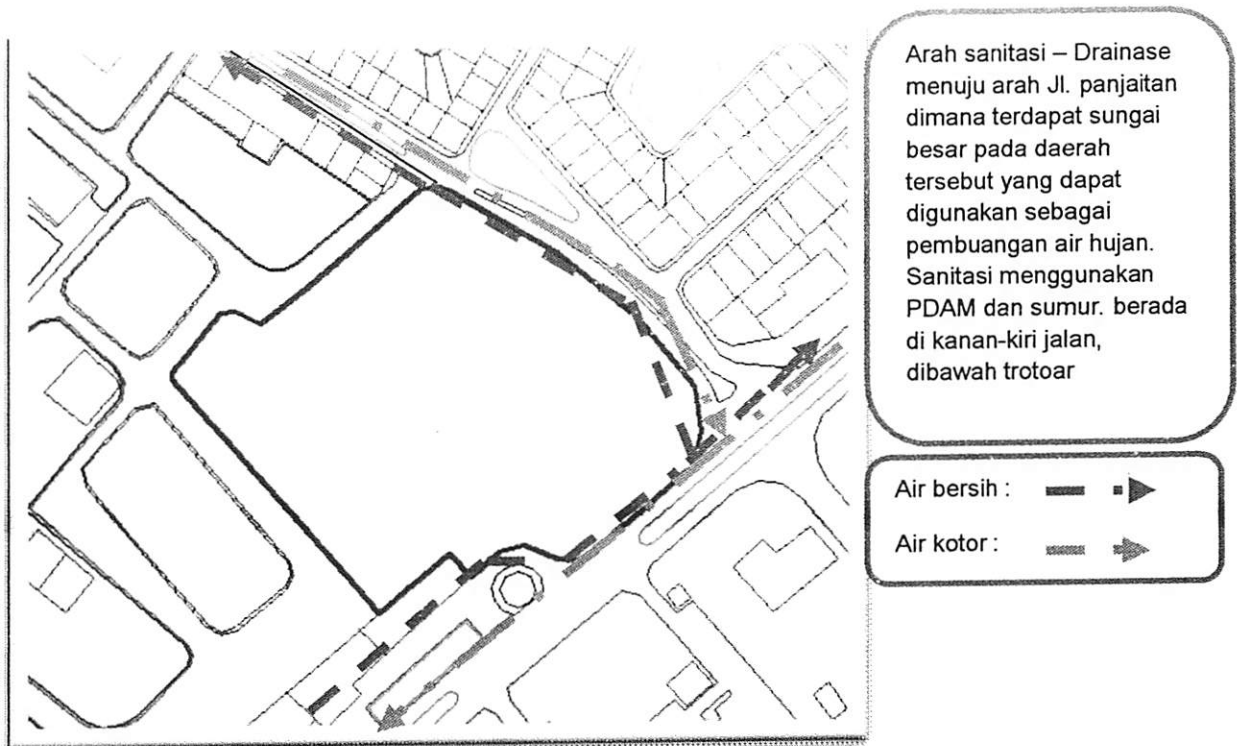 Arah sanitasi – Drainase
menuju arah Jl. panjaitan
dimana terdapat sungai
besar pada daerah
tersebut yang dapat
digunakan sebagai
pembuangan air hujan.
Sanitasi menggunakan
PDAM dan sumur. berada
di kanan-kiri jalan,
dibawah trotoar
Air bersih :
Air kotor :